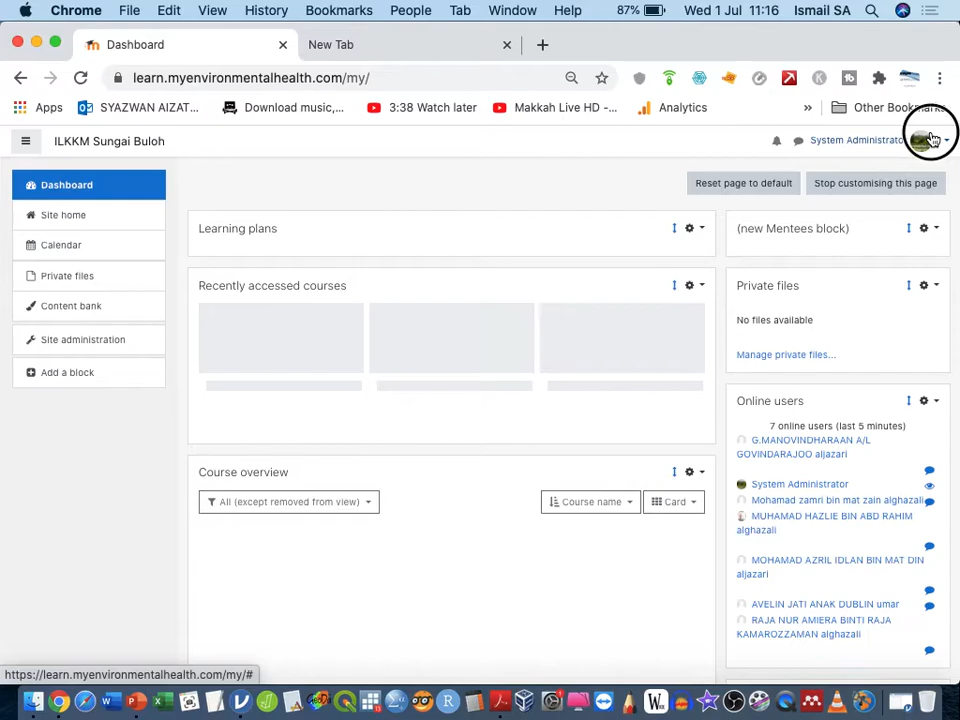 Chrome File Edit View History Bookmarks People Tab Window Help 87% Wed 1 Jul 11:16 Ismail SA
Dashboard New Tab
learn.myenvironmentalhealth.com/my/
Apps SYAZWAN AIZAT... Download music,... 3:38 Watch later Makkah Live HD -... Analytics » Other Bookmarks
ILKKM Sungai Buloh System Administrator
Dashboard
Site home
Calendar
Private files
Content bank
Site administration
Add a block
Reset page to default Stop customising this page
Learning plans
Recently accessed courses
Course overview
All (except removed from view) Course name Card
(new Mentees block)
Private files
No files available
Manage private files...
Online users
7 online users (last 5 minutes)
G.MANOVINDHARAAN A/L
GOVINDARAJOO aljazari
System Administrator
Mohamad zamri bin mat zain alghazali
MUHAMAD HAZLIE BIN ABD RAHIM
alghazali
MOHAMAD AZRIL IDLAN BIN MAT DIN
aljazari
AVELIN JATI ANAK DUBLIN umar
RAJA NUR AMIERA BINTI RAJA
KAMAROZZAMAN alghazali
https://learn.myenvironmentalhealth.com/my/#